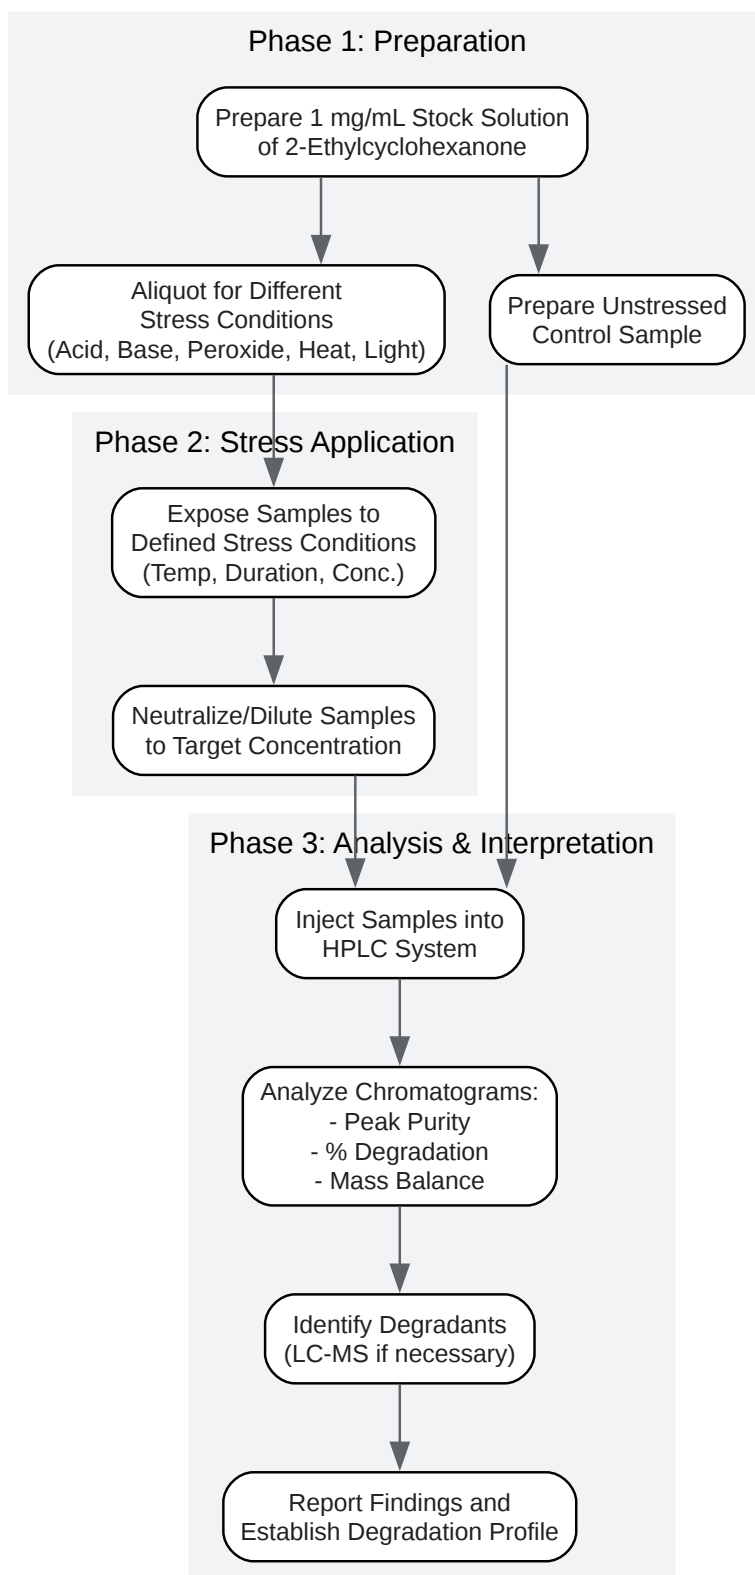 Phase 1: Preparation
Prepare 1 mg/mL Stock Solution
of 2-Ethylcyclohexanone
Aliquot for Different
Stress Conditions
(Acid, Base, Peroxide, Heat, Light)
Prepare Unstressed
Control Sample
Phase 2: Stress Application
Expose Samples to
Defined Stress Conditions
(Temp, Duration, Conc.)
Neutralize/Dilute Samples
to Target Concentration
Phase 3: Analysis & Interpretation
Inject Samples into
HPLC System
Analyze Chromatograms:
- Peak Purity
- % Degradation
- Mass Balance
Identify Degradants
(LC-MS if necessary)
Report Findings and
Establish Degradation Profile